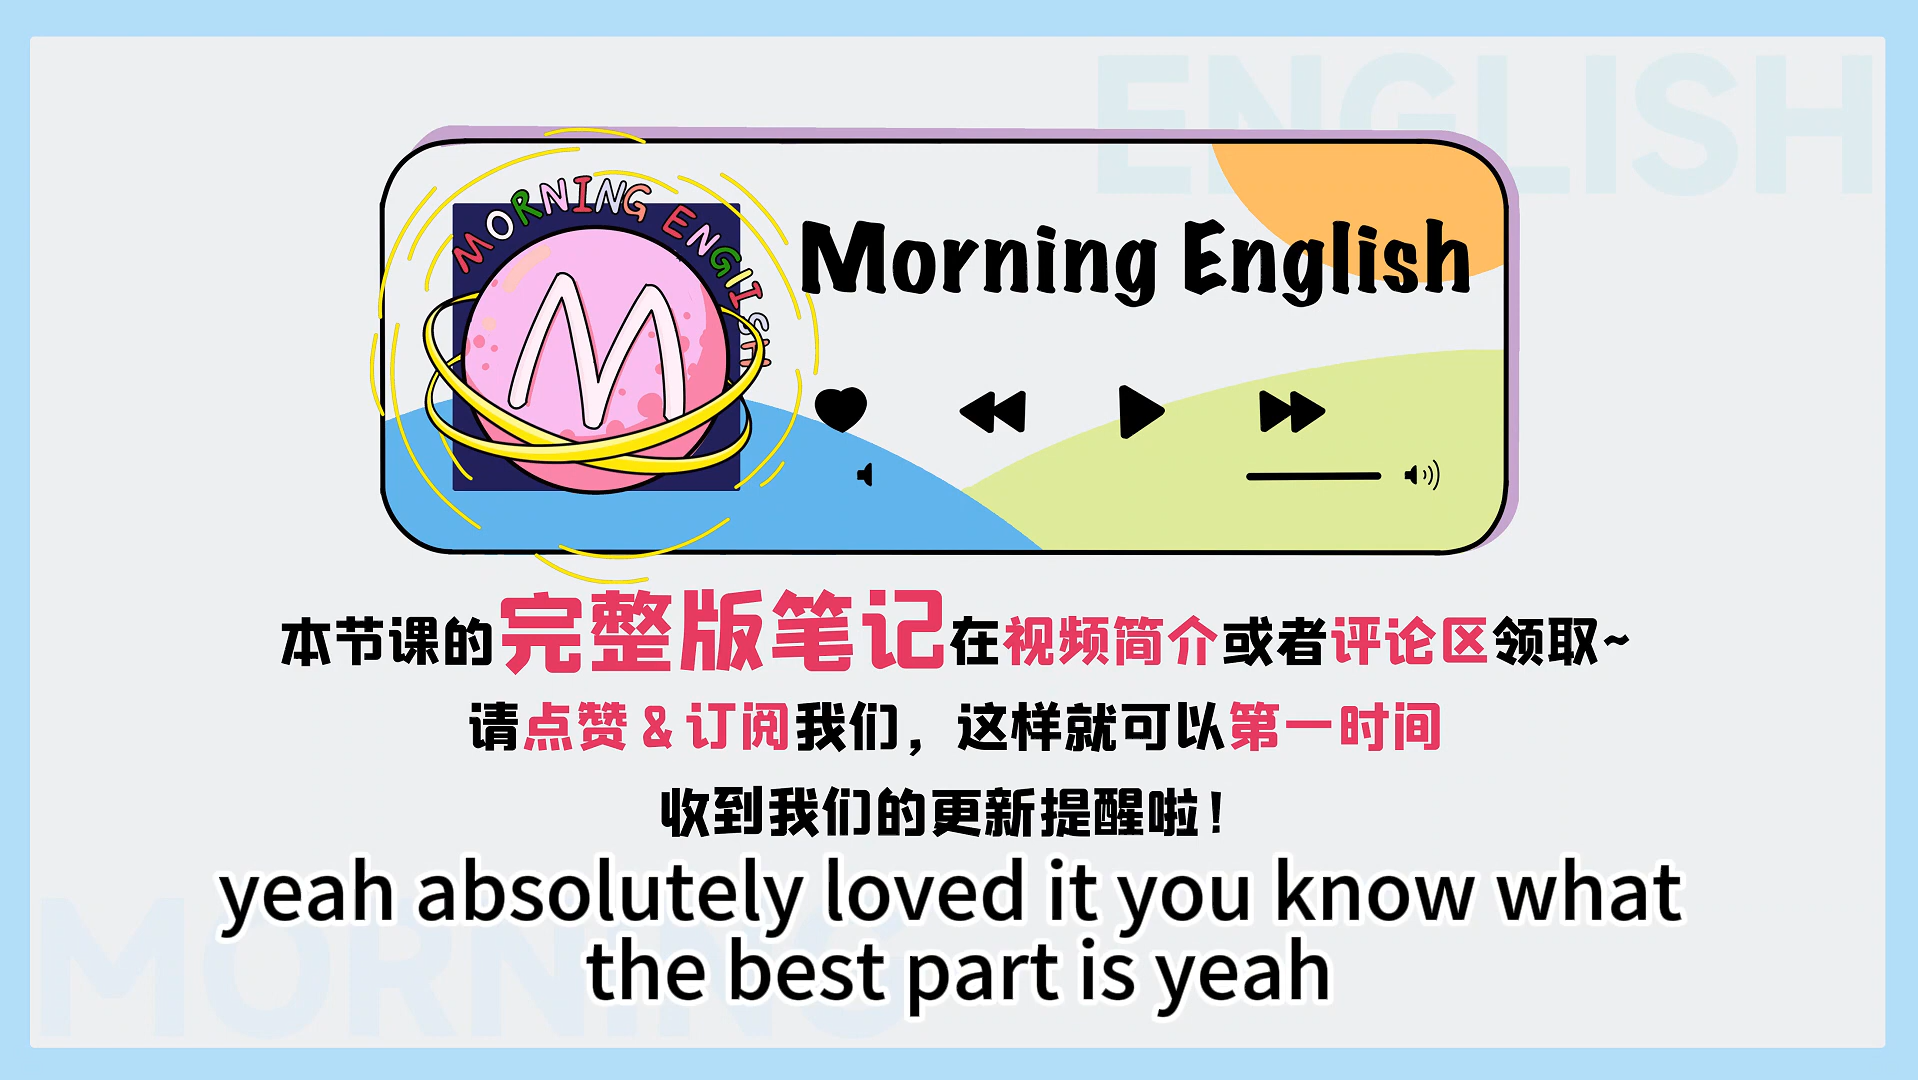 ENGLISH
MORNING ENGLISH
M
Morning English
本节课的完整版笔记在视频简介或者评论区领取~
请点赞&订阅我们，这样就可以第一时间
收到我们的更新提醒啦！
yeah absolutely loved it you know what
the best part is yeah
MORNING